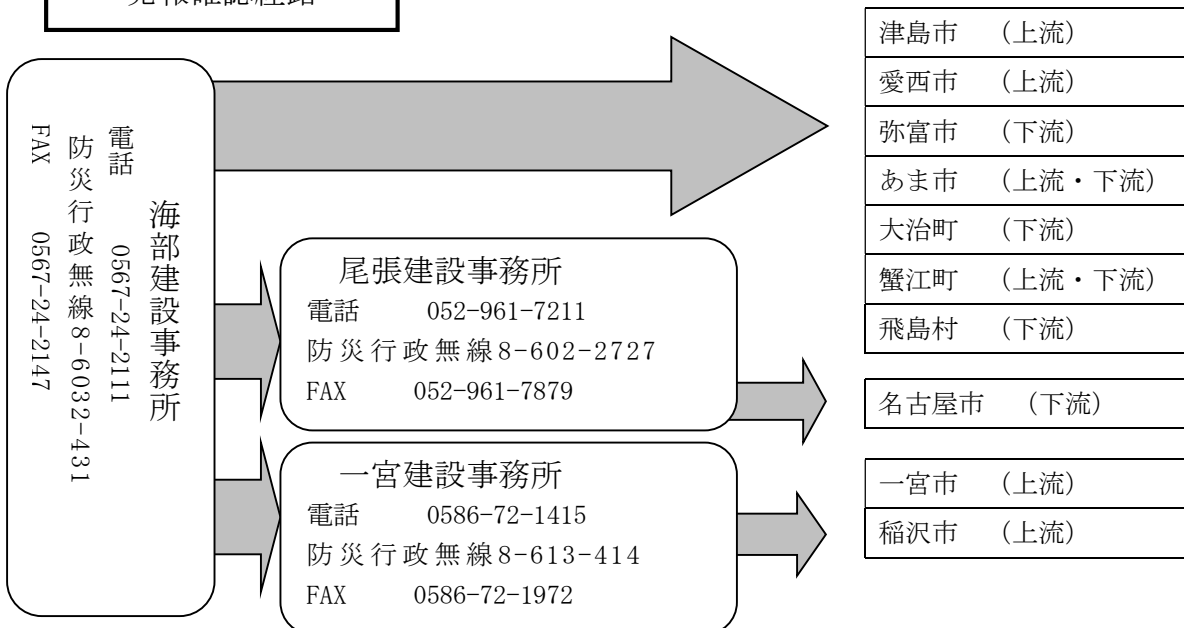 海部建設事務所
電話 0567-24-2111
防災行政無線8-6032-431
FAX 0567-24-2147
尾張建設事務所
電話 052-961-7211
防災行政無線8-602-2727
FAX 052-961-7879
一宮建設事務所
電話 0586-72-1415
防災行政無線8-613-414
FAX 0586-72-1972
津島市 （上流）
愛西市 （上流）
弥富市 （下流）
あま市 （上流・下流）
大治町 （下流）
蟹江町 （上流・下流）
飛島村 （下流）
名古屋市 （下流）
一宮市 （上流）
稲沢市 （上流）